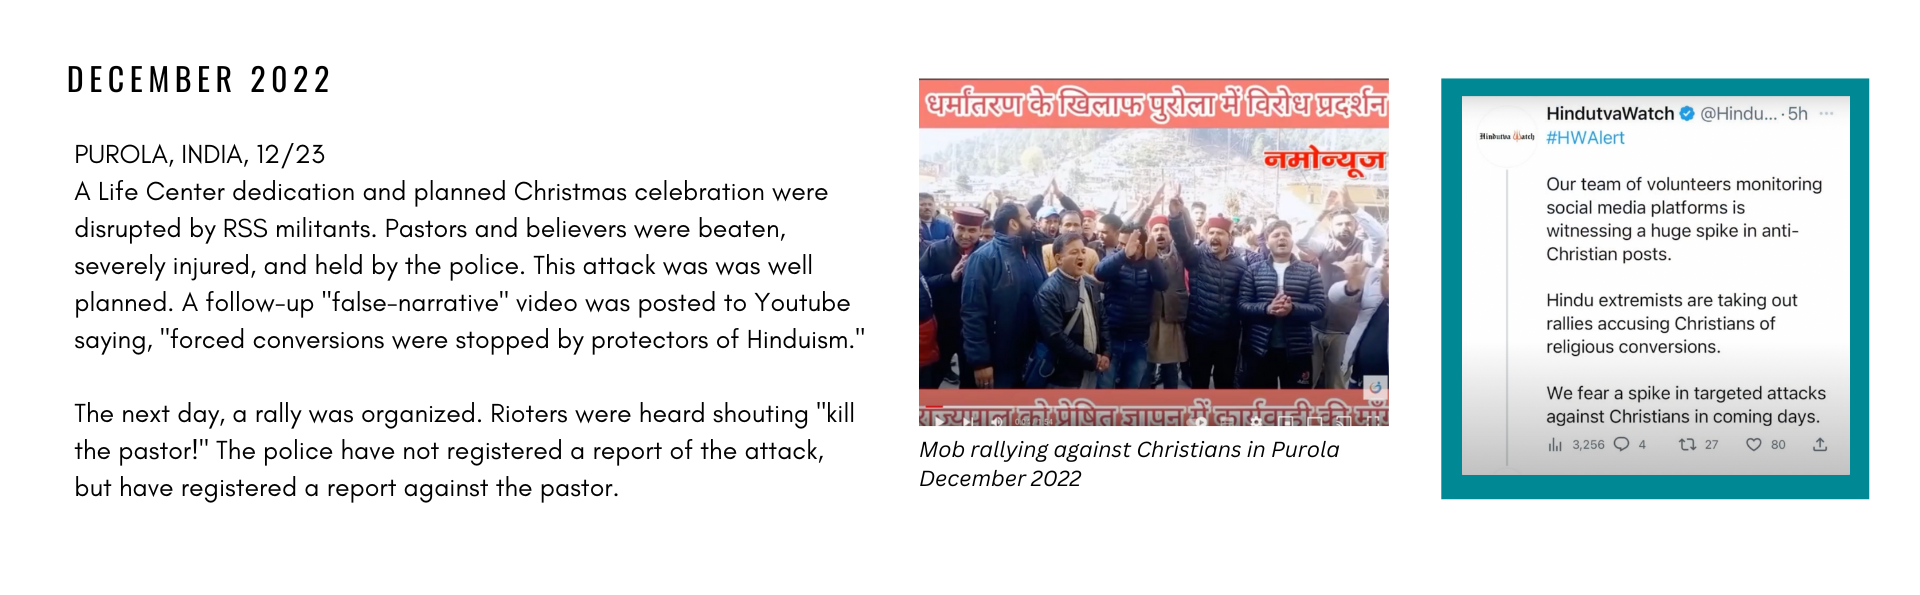 DECEMBER 2022
PUROLA, INDIA, 12/23
A Life Center dedication and planned Christmas celebration were
disrupted by RSS militants. Pastors and believers were beaten,
severely injured, and held by the police. This attack was was well
planned. A follow-up "false-narrative" video was posted to Youtube
saying, "forced conversions were stopped by protectors of Hinduism."
The next day, a rally was organized. Rioters were heard shouting "kill
the pastor!" The police have not registered a report of the attack,
but have registered a report against the pastor.
धर्मांतरण के खिलाफ पुरोला में विरोध प्रदर्शन
नमोन्यूज
राज्यपाल को प्रेषित ज्ञापन में कार्यवाही की माँग
Mob rallying against Christians in Purola
December 2022
Hindutva Watch
HindutvaWatch @Hindu... · 5h
#HWAlert
Our team of volunteers monitoring
social media platforms is
witnessing a huge spike in anti-
Christian posts.
Hindu extremists are taking out
rallies accusing Christians of
religious conversions.
We fear a spike in targeted attacks
against Christians in coming days.
3,256 4 27 80